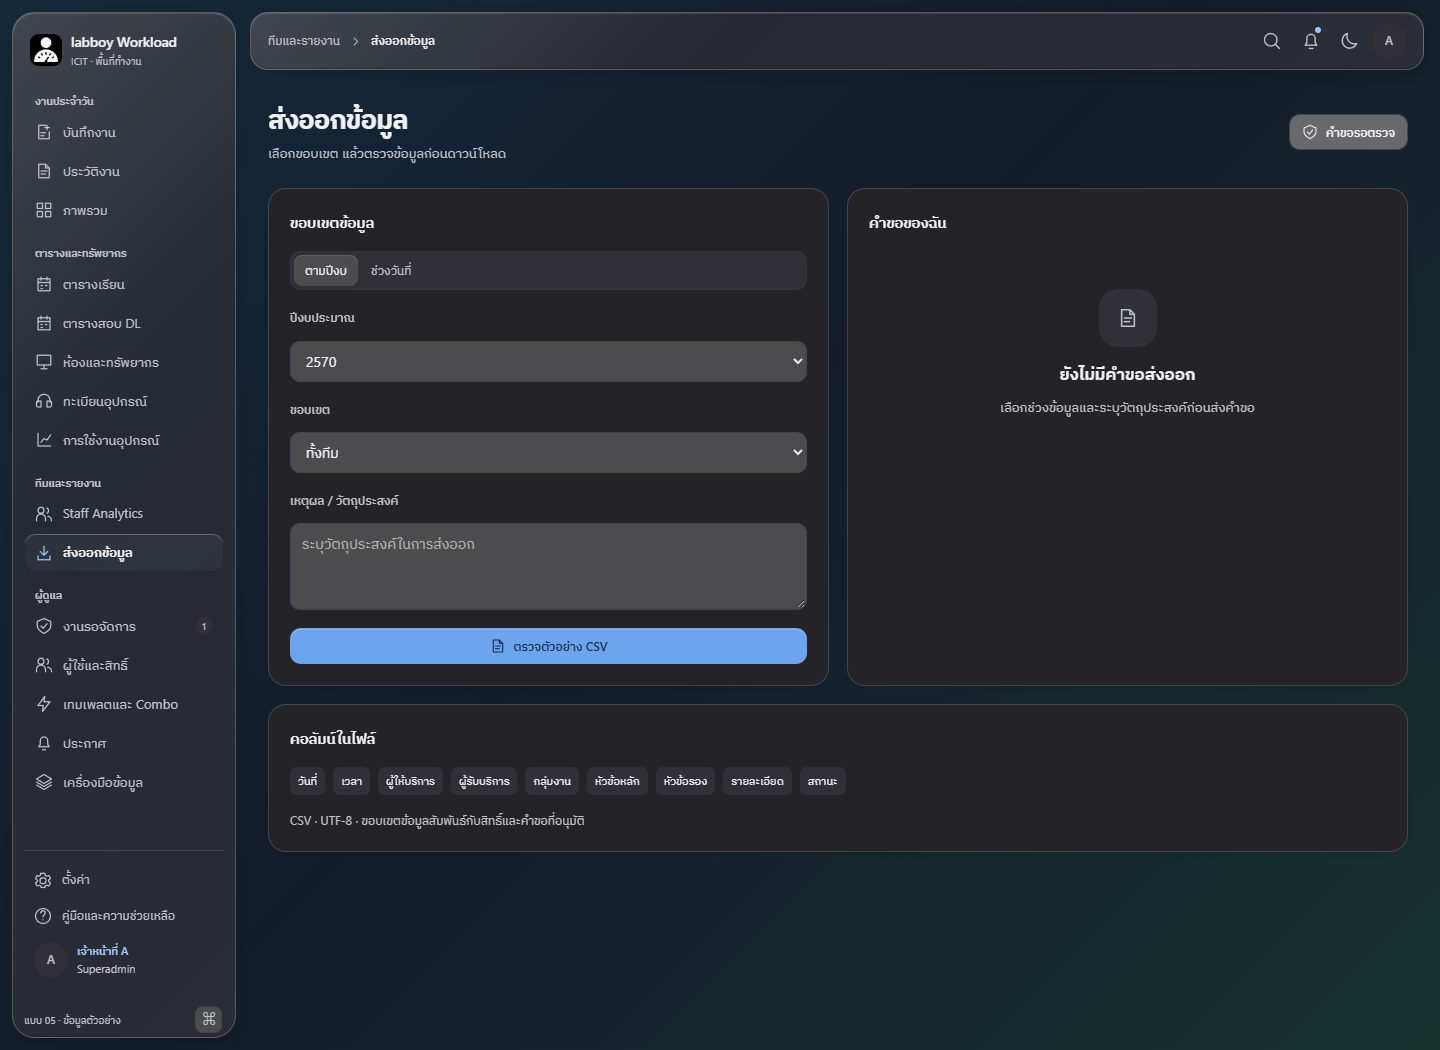 labboy Workload
ICIT · พื้นที่ทำงาน
งานประจำวัน
บันทึกงาน
ประวัติงาน
ภาพรวม
ตารางและทรัพยากร
ตารางเรียน
ตารางสอบ DL
ห้องและทรัพยากร
ทะเบียนอุปกรณ์
การใช้งานอุปกรณ์
ทีมและรายงาน
Staff Analytics
ส่งออกข้อมูล
ผู้ดูแล
งานรอจัดการ 1
ผู้ใช้และสิทธิ์
เทมเพลตและ Combo
ประกาศ
เครื่องมือข้อมูล
ตั้งค่า
คู่มือและความช่วยเหลือ
A
เจ้าหน้าที่ A
Superadmin
แบบ 05 · ข้อมูลตัวอย่าง
ทีมและรายงาน > ส่งออกข้อมูล
A
ส่งออกข้อมูล
เลือกขอบเขต แล้วตรวจข้อมูลก่อนดาวน์โหลด
คำขอรอตรวจ
ขอบเขตข้อมูล
ตามปีงบ ช่วงวันที่
ปีงบประมาณ
2570
ขอบเขต
ทั้งทีม
เหตุผล / วัตถุประสงค์
ระบุวัตถุประสงค์ในการส่งออก
ตรวจตัวอย่าง CSV
คำขอของฉัน
ยังไม่มีคำขอส่งออก
เลือกช่วงข้อมูลและระบุวัตถุประสงค์ก่อนส่งคำขอ
คอลัมน์ในไฟล์
วันที่ เวลา ผู้ให้บริการ ผู้รับบริการ กลุ่มงาน หัวข้อหลัก หัวข้อรอง รายละเอียด สถานะ
CSV · UTF-8 · ขอบเขตข้อมูลสัมพันธ์กับสิทธิ์และคำขอที่อนุมัติ